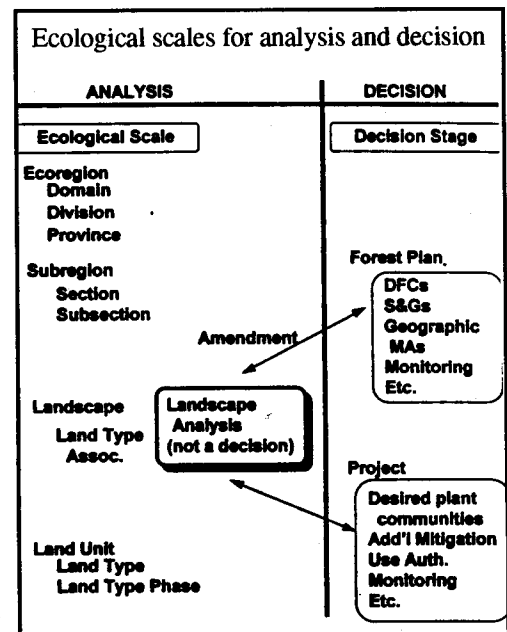 Ecological scales for analysis and decision
ANALYSIS
DECISION
Ecological Scale
Decision Stage
Ecoregion
Domain
Division
Province
Subregion
Section
Subsection
Forest Plan
DFCs
S&Gs
Geographic
MAs
Monitoring
Etc.
Amendment
Landscape
Land Type
Assoc.
Landscape
Analysis
(not a decision)
Project
Desired plant
communities
Add'l Mitigation
Use Auth.
Monitoring
Etc.
Land Unit
Land Type
Land Type Phase